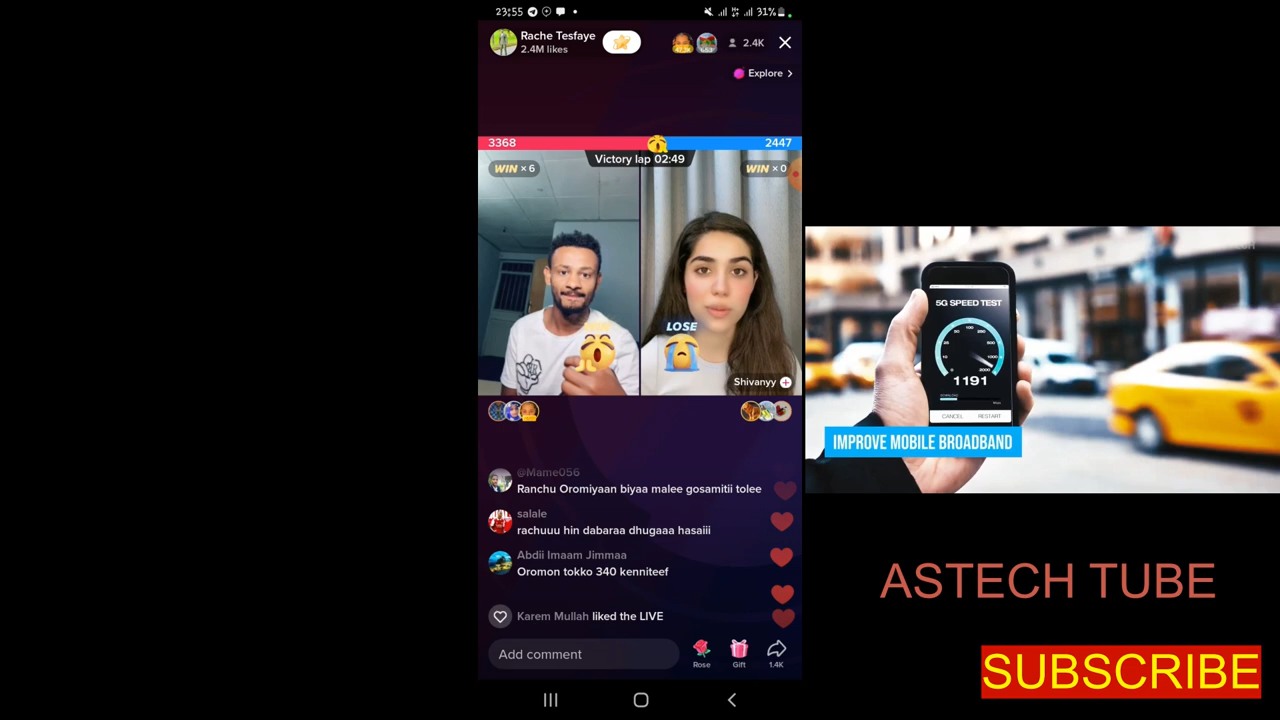 23:55
31%
Rache Tesfaye
2.4M likes
2.4K
Explore
3368
2447
Victory lap 02:49
WIN × 6
WIN × 0
LOSE
Shivanyy
@Mame056
Ranchu Oromiyaan biyaa malee gosamitii tolee
salale
rachuuu hin dabaraa dhugaaa hasaiii
Abdii Imaam Jimmaa
Oromon tokko 340 kenniteef
Karem Mullah liked the LIVE
Add comment
Rose
Gift
1.4K
5G SPEED TEST
1191
CANCEL
RESTART
IMPROVE MOBILE BROADBAND
ASTECH TUBE
SUBSCRIBE